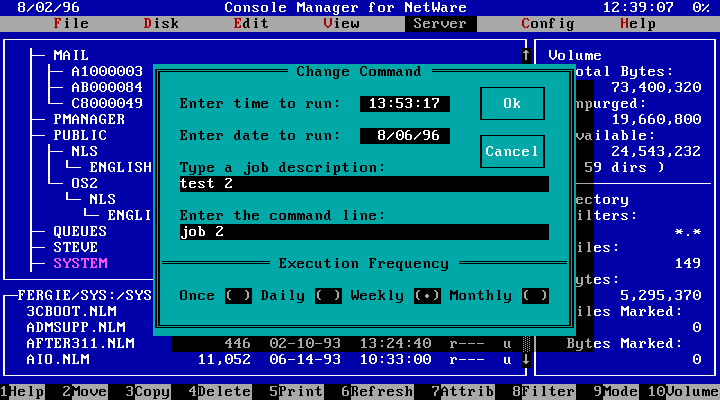 8/02/96 Console Manager for NetWare 12:39:07 0%
File Disk Edit View Server Config Help
MAIL ↑ Volume
A1000003 Change Command otal Bytes:
AB000084 73,400,320
CB000049 Enter time to run: 13:53:17 Ok npurged:
PMANAGER 19,660,800
PUBLIC Enter date to run: 8/06/96 vailable:
NLS Cancel 24,543,232
ENGLISH Type a job description: 59 dirs )
OS2 test 2
NLS ectory
ENGLI Enter the command line: ilters:
QUEUES job 2 *.*
STEVE iles:
SYSTEM Execution Frequency 149
ytes:
FERGIE/SYS:/SYS Once ( ) Daily ( ) Weekly (•) Monthly ( ) 5,295,370
3CBOOT.NLM iles Marked:
ADMSUPP.NLM 0
AFTER311.NLM 446 02-10-93 13:24:40 r--- u Bytes Marked:
AIO.NLM 11,052 06-14-93 10:33:00 r--- u ↓ 0
1Help 2Move 3Copy 4Delete 5Print 6Refresh 7Attrib 8Filter 9Mode 10Volume